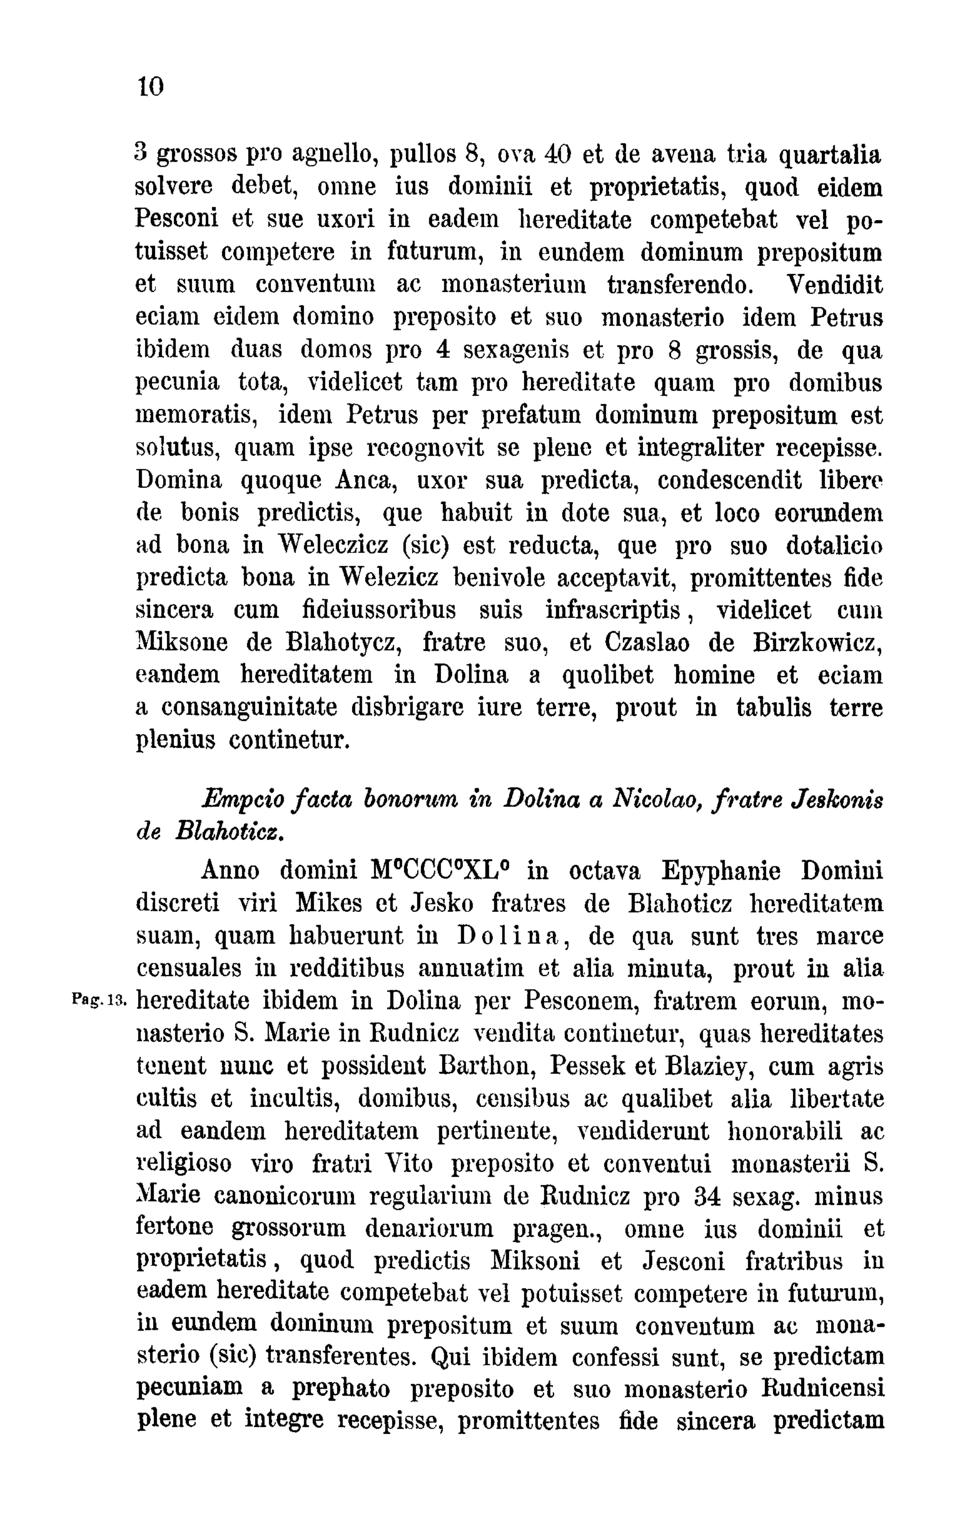 10
3 grossos pro agnello, pullos 8, ova 40 et de avena tria quartalia
solvere debet, omne ius dominii et proprietatis, quod eidem
Pesconi et sue uxori in eadem hereditate competebat vel po-
tuisset competere in futurum, in eundem dominum prepositum
et suum conventum ac monasterium transferendo. Vendidit
eciam eidem domino preposito et suo monasterio idem Petrus
ibidem duas domos pro 4 sexagenis et pro 8 grossis, de qua
pecunia tota, videlicet tam pro hereditate quam pro domibus
memoratis, idem Petrus per prefatum dominum prepositum est
solutus, quam ipse recognovit se plene et integraliter recepisse.
Domina quoque Anca, uxor sua predicta, condescendit libere
de bonis predictis, que habuit in dote sua, et loco eorundem
ad bona in Weleczicz (sic) est reducta, que pro suo dotalicio
predicta bona in Welezicz benivole acceptavit, promittentes fide
sincera cum fideiussoribus suis infrascriptis, videlicet cum
Miksone de Blahotycz, fratre suo, et Czaslao de Birzkowicz,
eandem hereditatem in Dolina a quolibet homine et eciam
a consanguinitate disbrigare iure terre, prout in tabulis terre
plenius continetur.
Empcio facta bonorum in Dolina a Nicolao, fratre Jeskonis
de Blahoticz.
Anno domini M⁰CCC⁰XL⁰ in octava Epyphanie Domini
discreti viri Mikes et Jesko fratres de Blahoticz hereditatem
suam, quam habuerunt in Dolina, de qua sunt tres marce
censuales in redditibus annuatim et alia minuta, prout in alia
Pag. 13. hereditate ibidem in Dolina per Pesconem, fratrem eorum, mo-
nasterio S. Marie in Rudnicz vendita continetur, quas hereditates
tenent nunc et possident Barthon, Pessek et Blaziey, cum agris
cultis et incultis, domibus, censibus ac qualibet alia libertate
ad eandem hereditatem pertinente, vendiderunt honorabili ac
religioso viro fratri Vito preposito et conventui monasterii S.
Marie canonicorum regularium de Rudnicz pro 34 sexag. minus
fertone grossorum denariorum pragen., omne ius dominii et
proprietatis, quod predictis Miksoni et Jesconi fratribus in
eadem hereditate competebat vel potuisset competere in futurum,
in eundem dominum prepositum et suum conventum ac mona-
sterio (sic) transferentes. Qui ibidem confessi sunt, se predictam
pecuniam a prephato preposito et suo monasterio Rudnicensi
plene et integre recepisse, promittentes fide sincera predictam